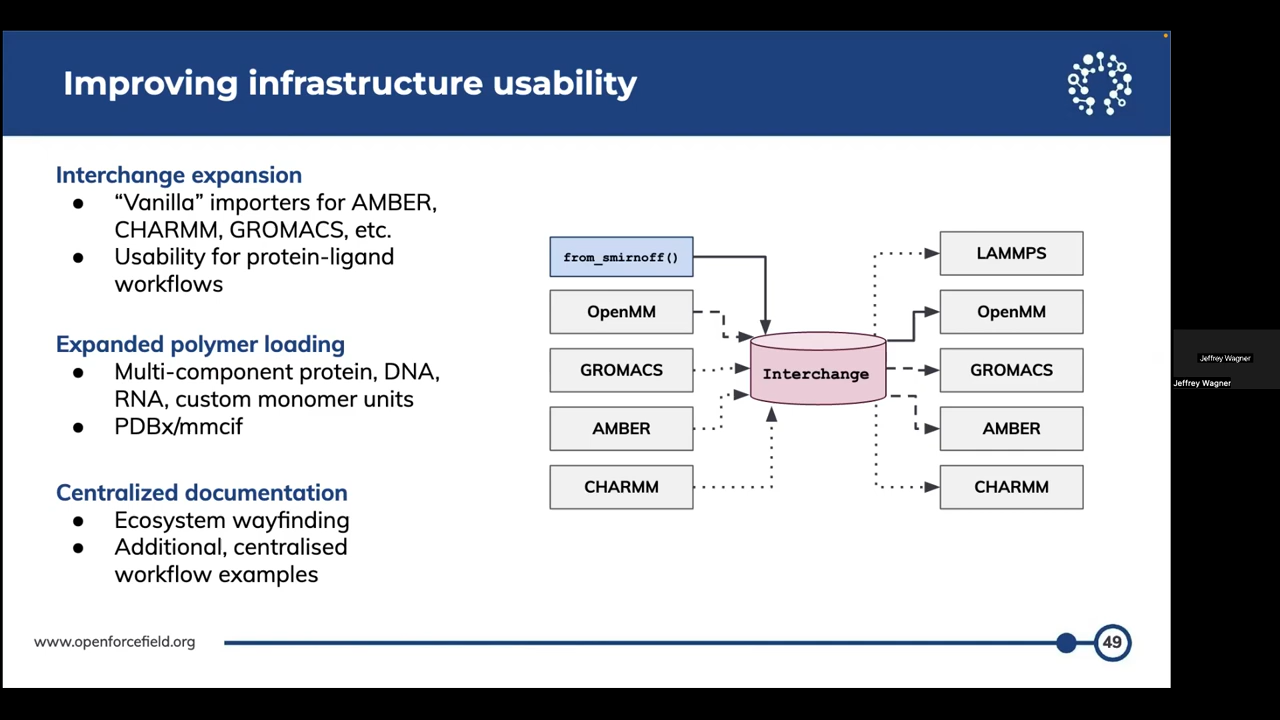 Improving infrastructure usability
Interchange expansion
● “Vanilla” importers for AMBER,
CHARMM, GROMACS, etc.
● Usability for protein-ligand
workflows
Expanded polymer loading
● Multi-component protein, DNA,
RNA, custom monomer units
● PDBx/mmcif
Centralized documentation
● Ecosystem wayfinding
● Additional, centralised
workflow examples
from_smirnoff()
OpenMM
GROMACS
AMBER
CHARMM
Interchange
LAMMPS
OpenMM
GROMACS
AMBER
CHARMM
www.openforcefield.org
49
Jeffrey Wagner
Jeffrey Wagner